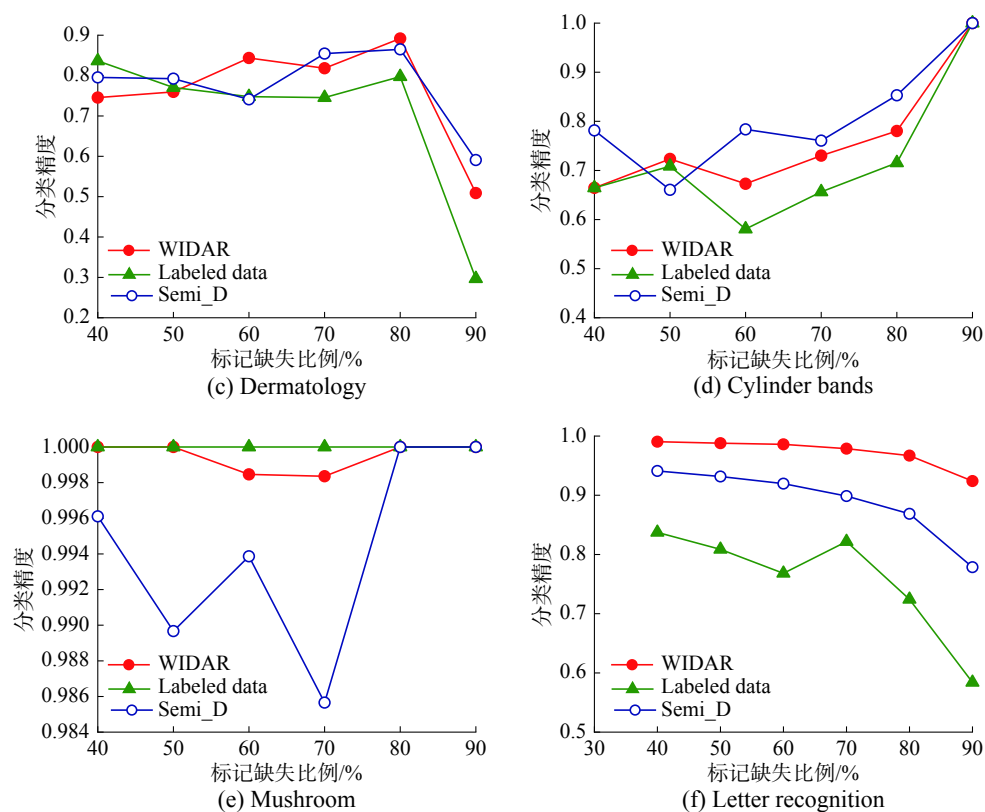 0.9
0.8
0.7
0.6
0.5
0.4
0.3
0.2
分类精度
WIDAR
Labeled data
Semi_D
40 50 60 70 80 90
标记缺失比例/%
(c) Dermatology
1.0
0.9
0.8
0.7
0.6
0.5
0.4
分类精度
WIDAR
Labeled data
Semi_D
40 50 60 70 80 90
标记缺失比例/%
(d) Cylinder bands
1.000
0.998
0.996
0.994
0.992
0.990
0.988
0.986
0.984
分类精度
WIDAR
Labeled data
Semi_D
40 50 60 70 80 90
标记缺失比例/%
(e) Mushroom
1.0
0.9
0.8
0.7
0.6
0.5
分类精度
WIDAR
Labeled data
Semi_D
30 40 50 60 70 80 90
标记缺失比例/%
(f) Letter recognition